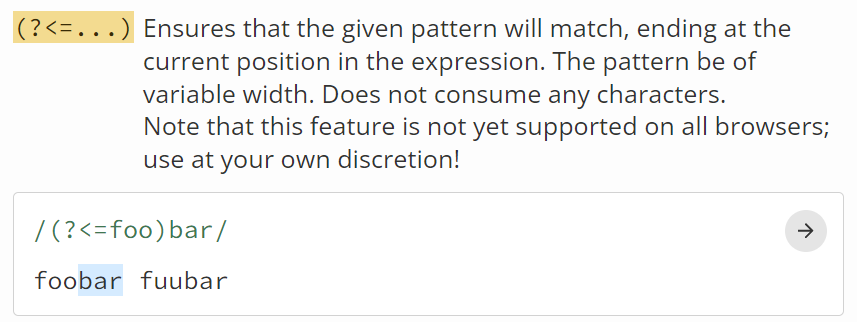 (?<=...) Ensures that the given pattern will match, ending at the
current position in the expression. The pattern be of
variable width. Does not consume any characters.
Note that this feature is not yet supported on all browsers;
use at your own discretion!
/(?<=foo)bar/
foobar fuubar